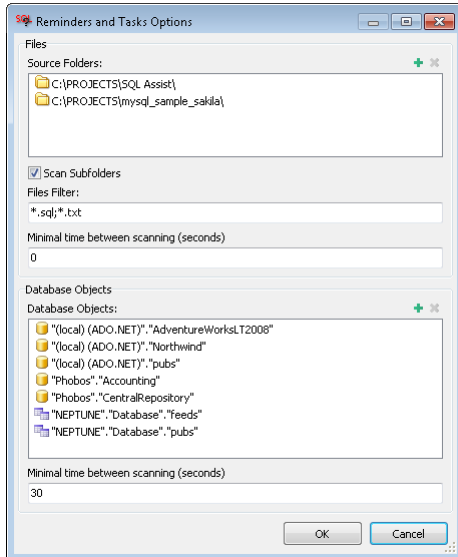 SQL Reminders and Tasks Options
Files
Source Folders:
C:\PROJECTS\SQL Assist\
C:\PROJECTS\mysql_sample_sakila\
Scan Subfolders
Files Filter:
*.sql;*.txt
Minimal time between scanning (seconds)
0
Database Objects
Database Objects:
"(local) (ADO.NET)"."AdventureWorksLT2008"
"(local) (ADO.NET)"."Northwind"
"(local) (ADO.NET)"."pubs"
"Phobos"."Accounting"
"Phobos"."CentralRepository"
"NEPTUNE"."Database"."feeds"
"NEPTUNE"."Database"."pubs"
Minimal time between scanning (seconds)
30
OK Cancel